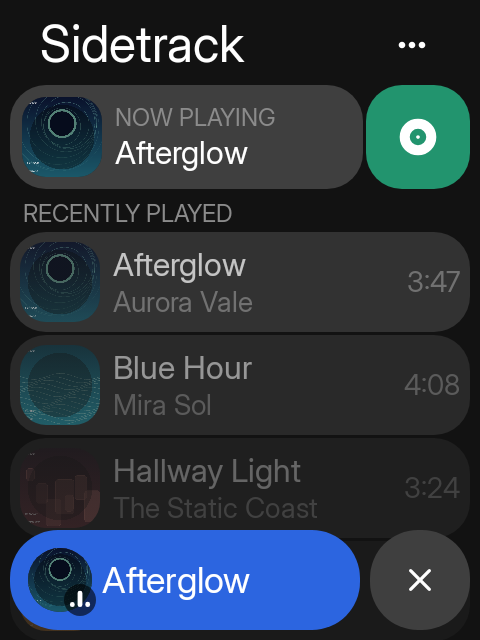 Sidetrack
NOW PLAYING
Afterglow
RECENTLY PLAYED
Afterglow
Aurora Vale
3:47
Blue Hour
Mira Sol
4:08
Hallway Light
The Static Coast
3:24
Afterglow